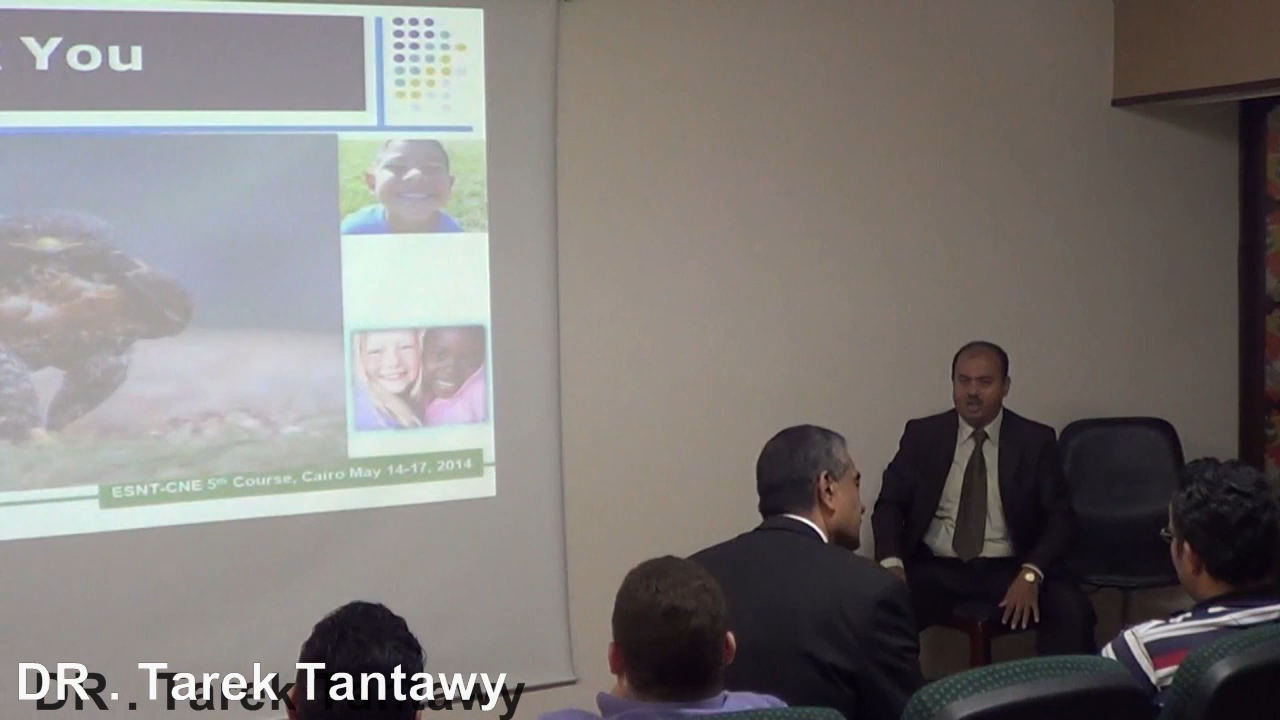 You
ESNT-CNE 5th Course, Cairo May 14-17, 2014
DR . Tarek Tantawy